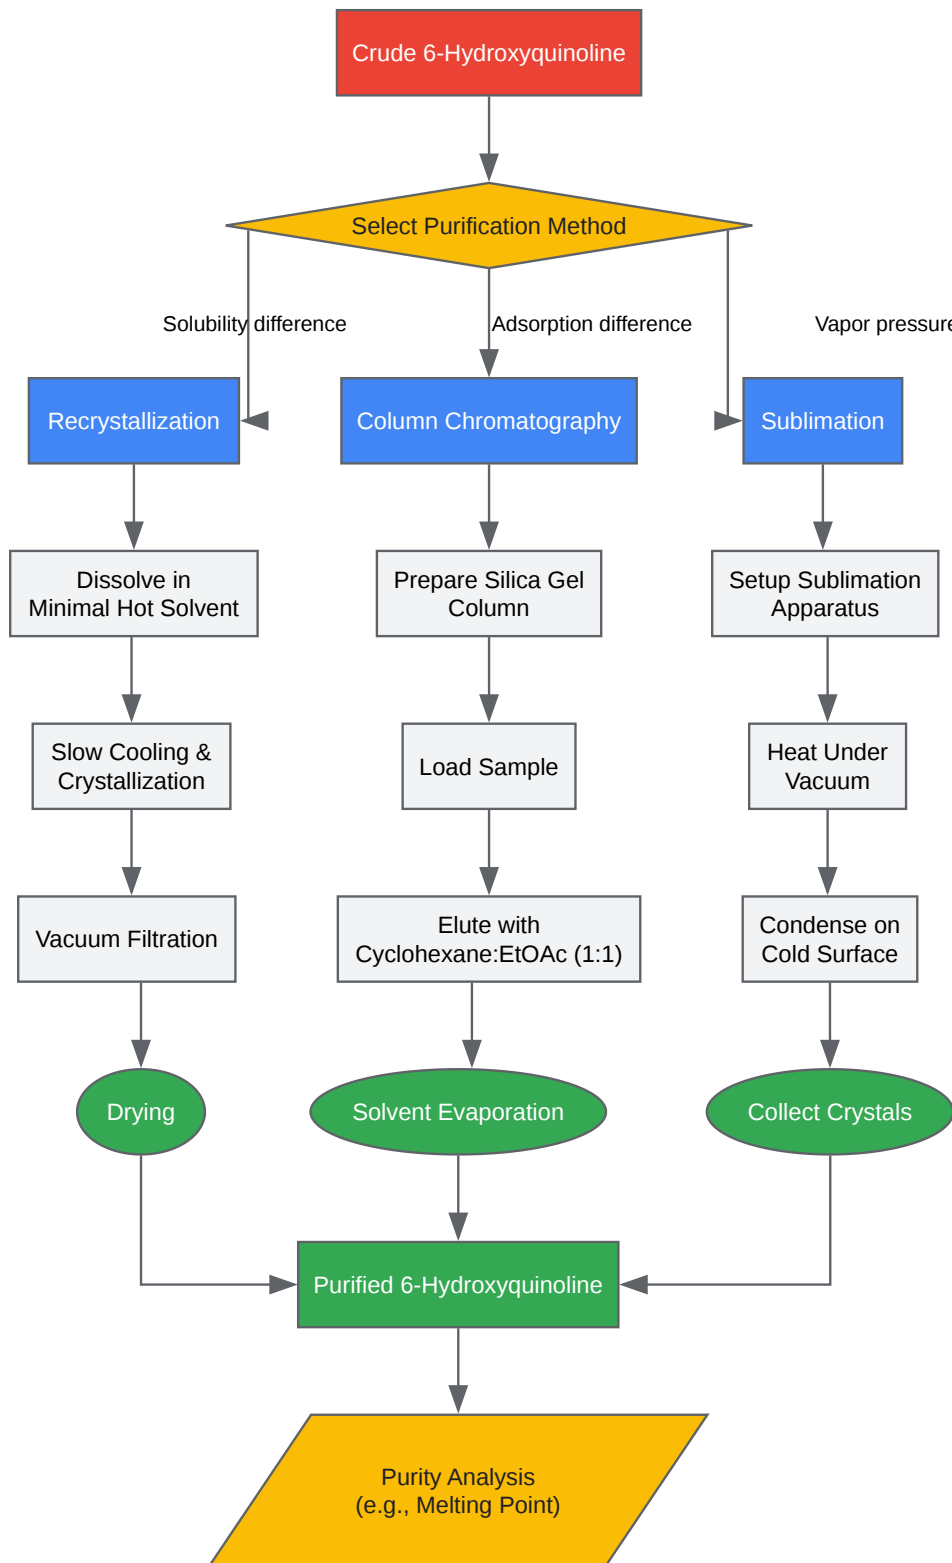 Crude 6-Hydroxyquinoline
Select Purification Method
Solubility difference
Adsorption difference
Vapor pressure
Recrystallization
Column Chromatography
Sublimation
Dissolve in
Minimal Hot Solvent
Prepare Silica Gel
Column
Setup Sublimation
Apparatus
Slow Cooling &
Crystallization
Load Sample
Heat Under
Vacuum
Vacuum Filtration
Elute with
Cyclohexane:EtOAc (1:1)
Condense on
Cold Surface
Drying
Solvent Evaporation
Collect Crystals
Purified 6-Hydroxyquinoline
Purity Analysis
(e.g., Melting Point)